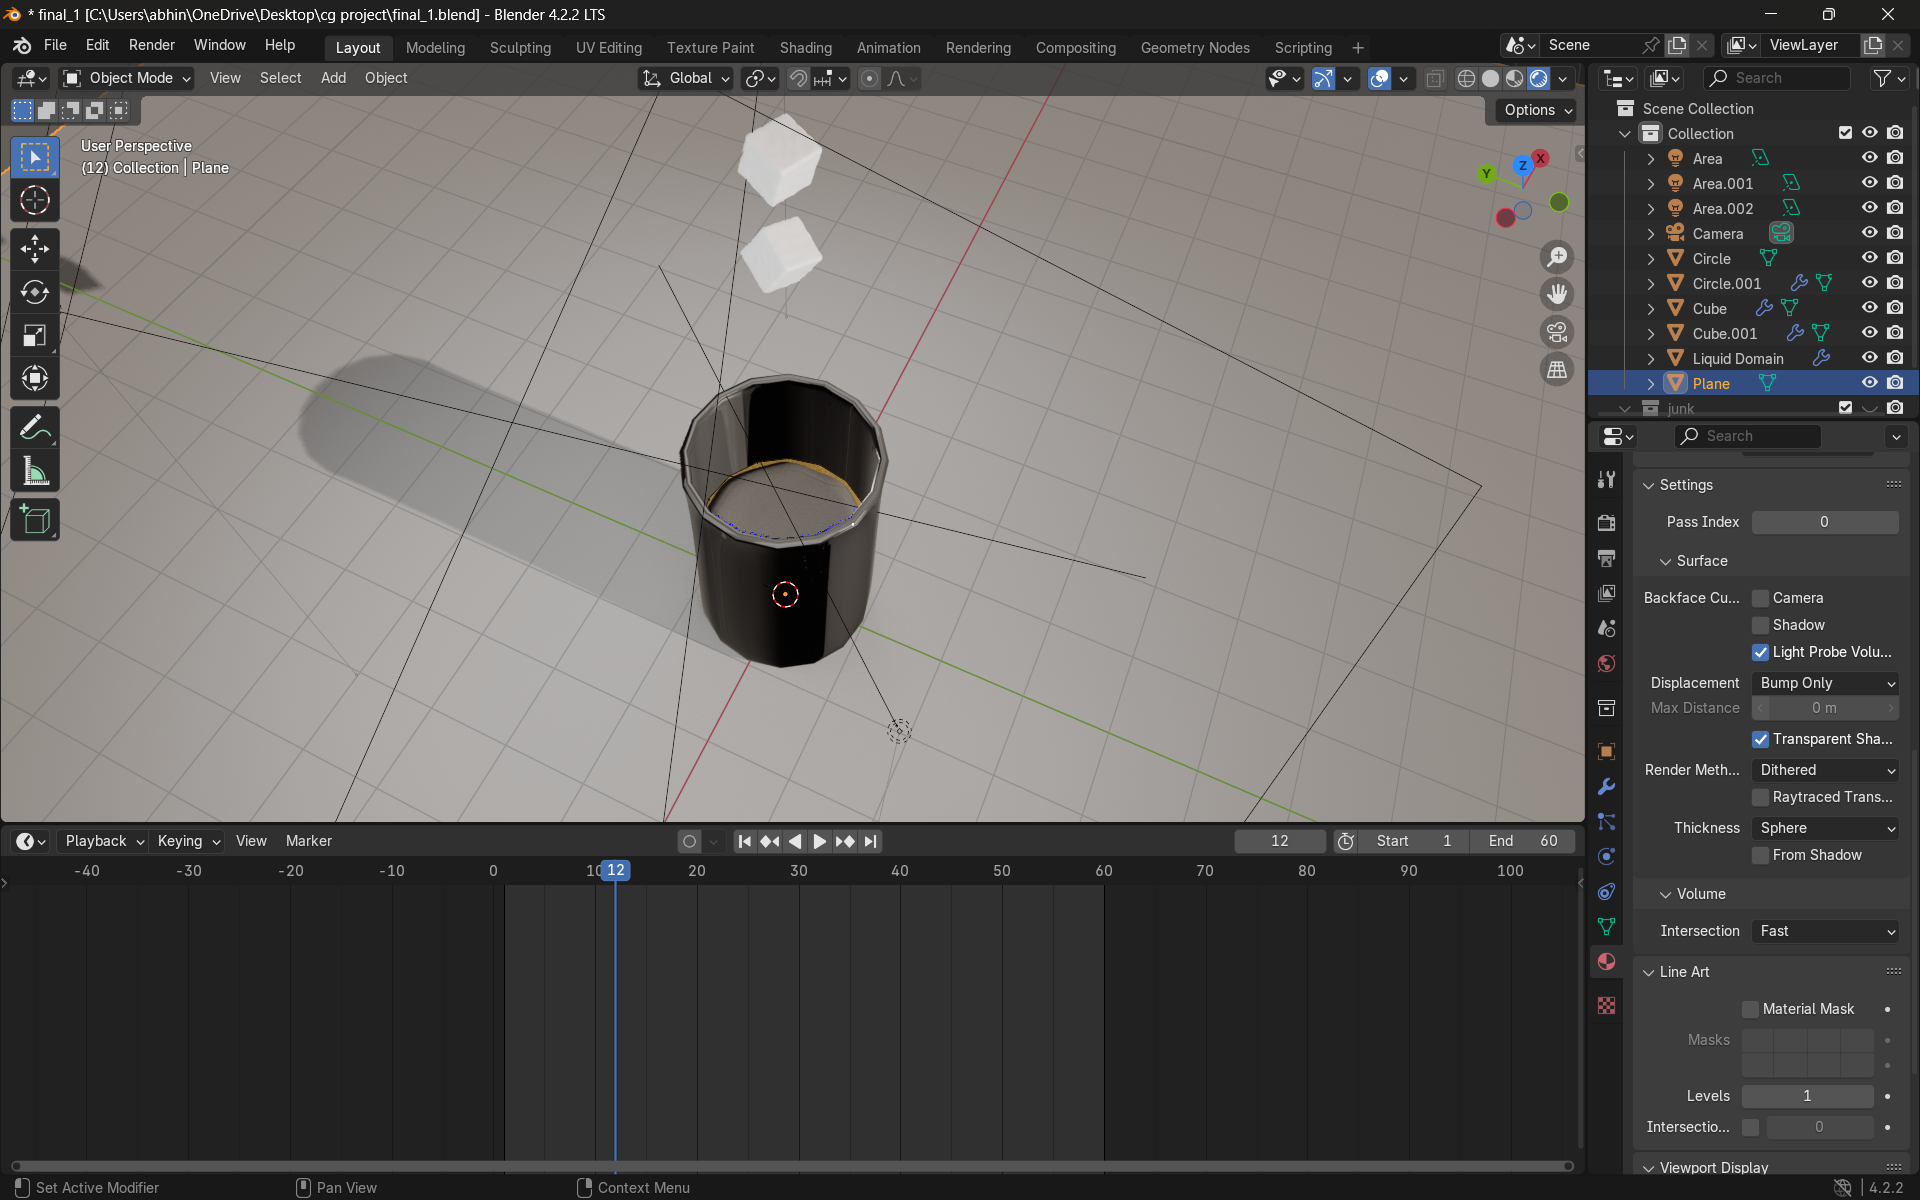 * final_1 [C:\Users\abhin\OneDrive\Desktop\cg project\final_1.blend] - Blender 4.2.2 LTS
File Edit Render Window Help Layout Modeling Sculpting UV Editing Texture Paint Shading Animation Rendering Compositing Geometry Nodes Scripting + Scene ViewLayer
Object Mode View Select Add Object Global Search
Options
User Perspective
(12) Collection | Plane
X
Y
Z
Scene Collection
Collection
Area
Area.001
Area.002
Camera
Circle
Circle.001
Cube
Cube.001
Liquid Domain
Plane
junk
Search
Settings
Pass Index 0
Surface
Backface Cu... Camera
Shadow
Light Probe Volu...
Displacement Bump Only
Max Distance 0 m
Transparent Sha...
Render Meth... Dithered
Raytraced Trans...
Thickness Sphere
From Shadow
Volume
Intersection Fast
Line Art
Material Mask
Masks
Levels 1
Intersectio... 0
Viewport Display
Playback Keying View Marker 12 Start 1 End 60
-40 -30 -20 -10 0 10 12 20 30 40 50 60 70 80 90 100
Set Active Modifier Pan View Context Menu 4.2.2